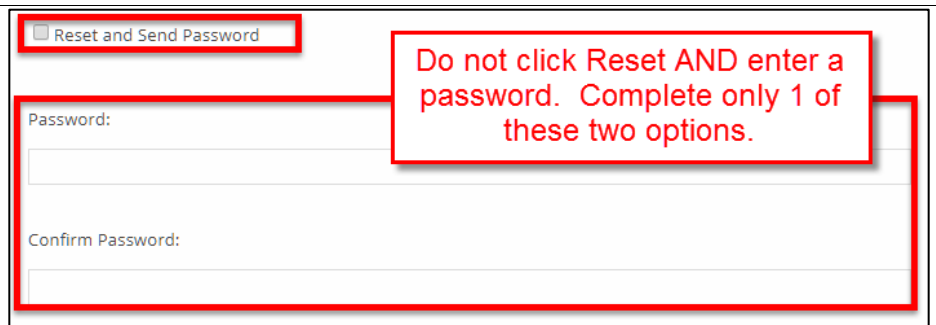 Reset and Send Password
Do not click Reset AND enter a
password.  Complete only 1 of
these two options.
Password:
Confirm Password: